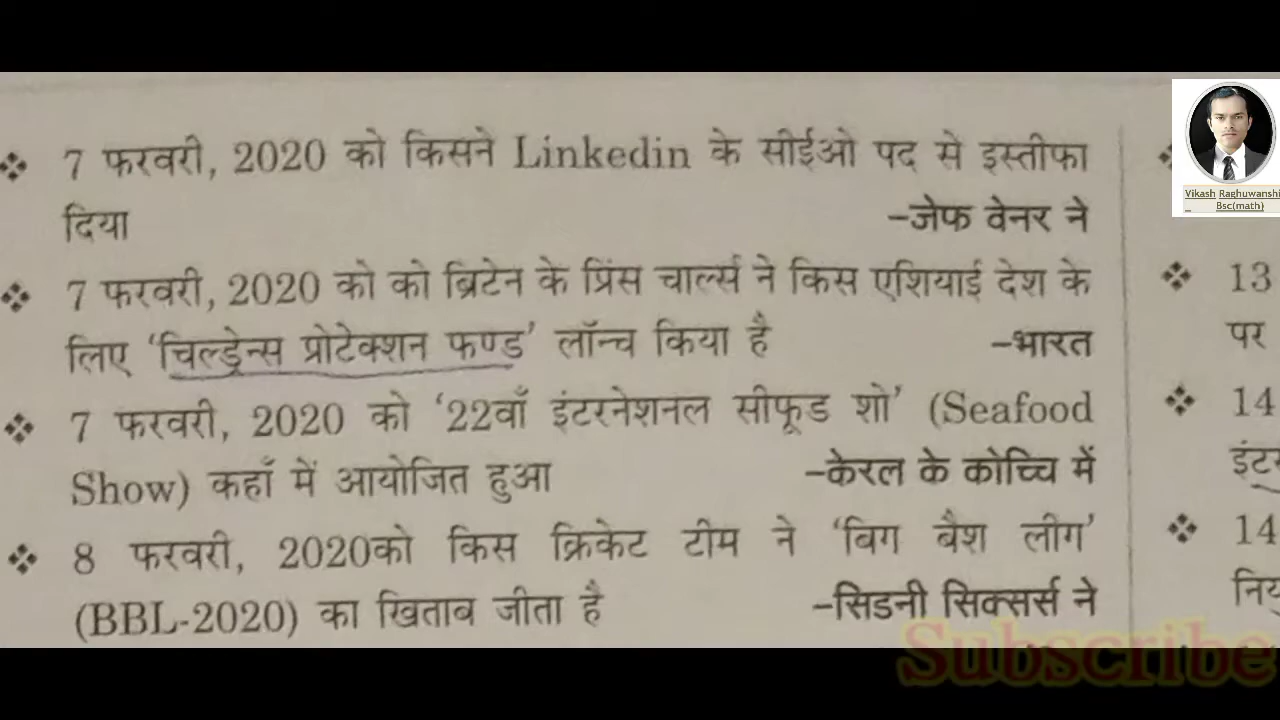 ❖ 7 फरवरी, 2020 को किसने Linkedin के सीईओ पद से इस्तीफा
दिया -जेफ वेनर ने
❖ 7 फरवरी, 2020 को को ब्रिटेन के प्रिंस चार्ल्स ने किस एशियाई देश के
लिए 'चिल्ड्रेन्स प्रोटेक्शन फण्ड' लॉन्च किया है -भारत
❖ 7 फरवरी, 2020 को '22वाँ इंटरनेशनल सीफूड शो' (Seafood
Show) कहाँ में आयोजित हुआ -केरल के कोच्चि में
❖ 8 फरवरी, 2020को किस क्रिकेट टीम ने 'बिग बैश लीग'
(BBL-2020) का खिताब जीता है -सिडनी सिक्सर्स ने
❖ 13
पर
❖ 14
❖ 14
Vikash Raghuwanshi
_ Bsc(math)
Subscribe